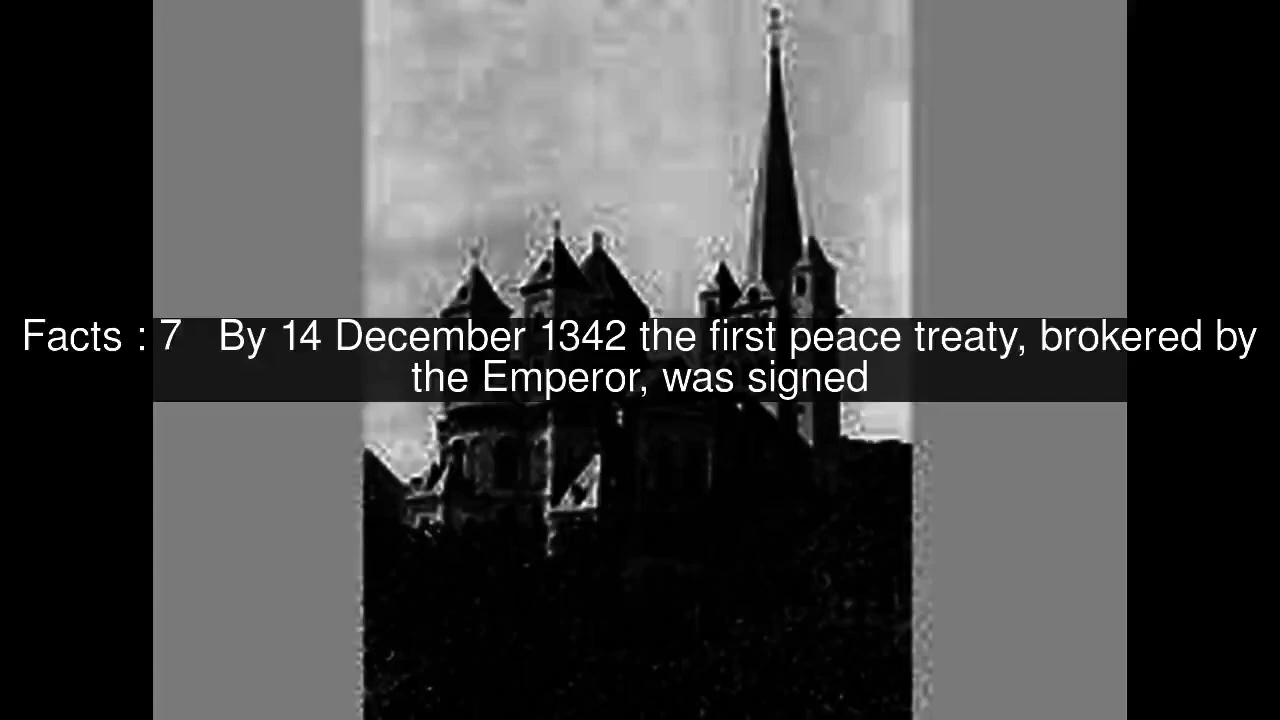 Facts : 7   By 14 December 1342 the first peace treaty, brokered by
the Emperor, was signed